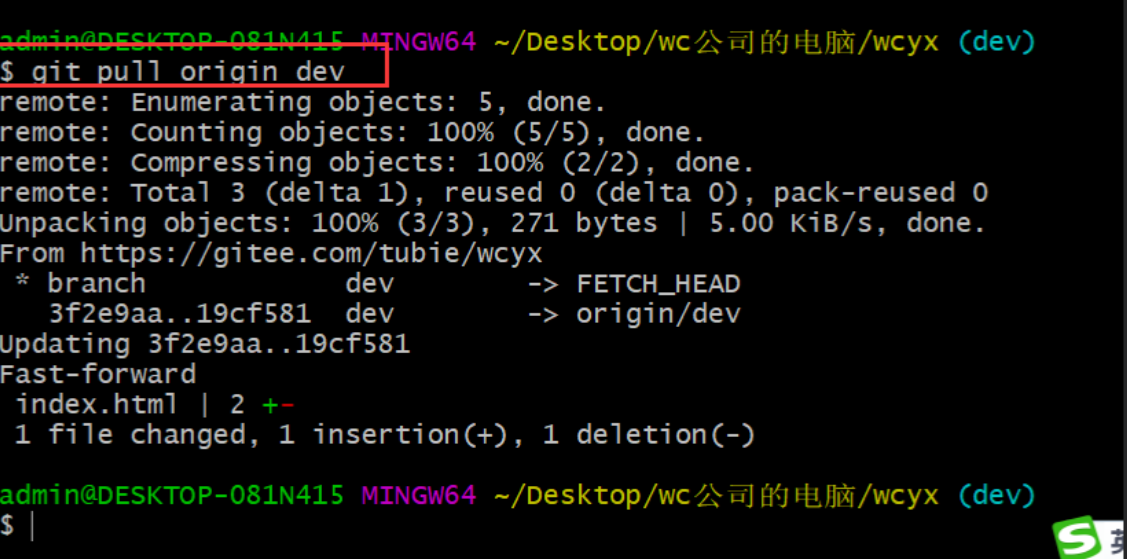 admin@DESKTOP-081N415 MINGW64 ~/Desktop/wc公司的电脑/wcyx (dev)
$ git pull origin dev
remote: Enumerating objects: 5, done.
remote: Counting objects: 100% (5/5), done.
remote: Compressing objects: 100% (2/2), done.
remote: Total 3 (delta 1), reused 0 (delta 0), pack-reused 0
Unpacking objects: 100% (3/3), 271 bytes | 5.00 KiB/s, done.
From https://gitee.com/tubie/wcyx
 * branch            dev        -> FETCH_HEAD
   3f2e9aa..19cf581  dev        -> origin/dev
Updating 3f2e9aa..19cf581
Fast-forward
 index.html | 2 +-
 1 file changed, 1 insertion(+), 1 deletion(-)
admin@DESKTOP-081N415 MINGW64 ~/Desktop/wc公司的电脑/wcyx (dev)
$
S